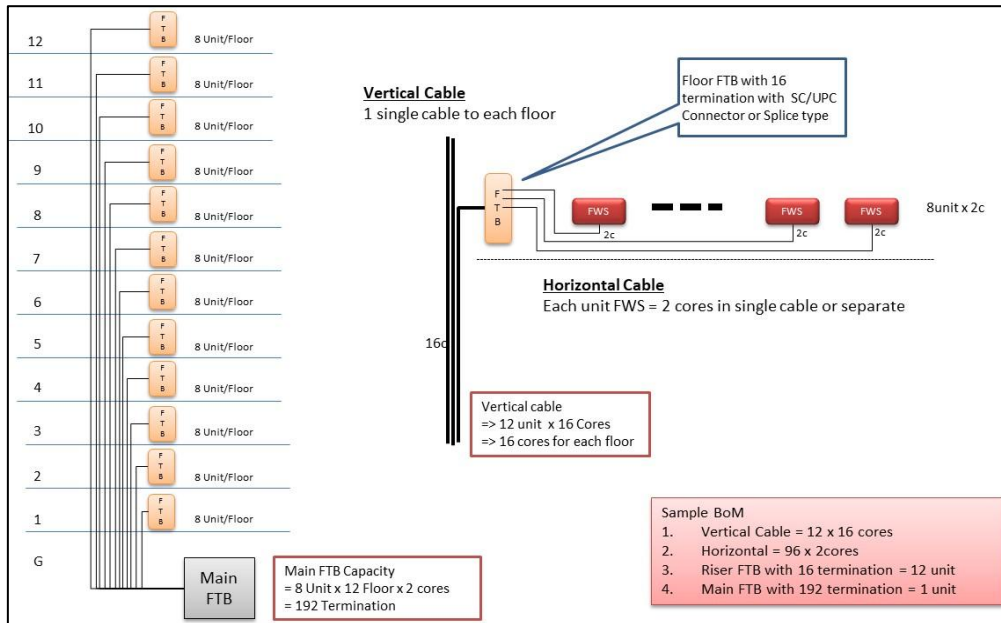 12
F
T
B
8 Unit/Floor
11
F
T
B
8 Unit/Floor
10
F
T
B
8 Unit/Floor
9
F
T
B
8 Unit/Floor
8
F
T
B
8 Unit/Floor
7
F
T
B
8 Unit/Floor
6
F
T
B
8 Unit/Floor
5
F
T
B
8 Unit/Floor
4
F
T
B
8 Unit/Floor
3
F
T
B
8 Unit/Floor
2
F
T
B
8 Unit/Floor
1
F
T
B
8 Unit/Floor
G
Main
FTB
Main FTB Capacity
= 8 Unit x 12 Floor x 2 cores
= 192 Termination
Vertical Cable
1 single cable to each floor
Floor FTB with 16
termination with SC/UPC
Connector or Splice type
F
T
B
FWS
FWS
FWS
2c
2c
2c
8unit x 2c
Horizontal Cable
Each unit FWS = 2 cores in single cable or separate
16c
Vertical cable
=> 12 unit x 16 Cores
=> 16 cores for each floor
Sample BoM
1. Vertical Cable = 12 x 16 cores
2. Horizontal = 96 x 2cores
3. Riser FTB with 16 termination = 12 unit
4. Main FTB with 192 termination = 1 unit